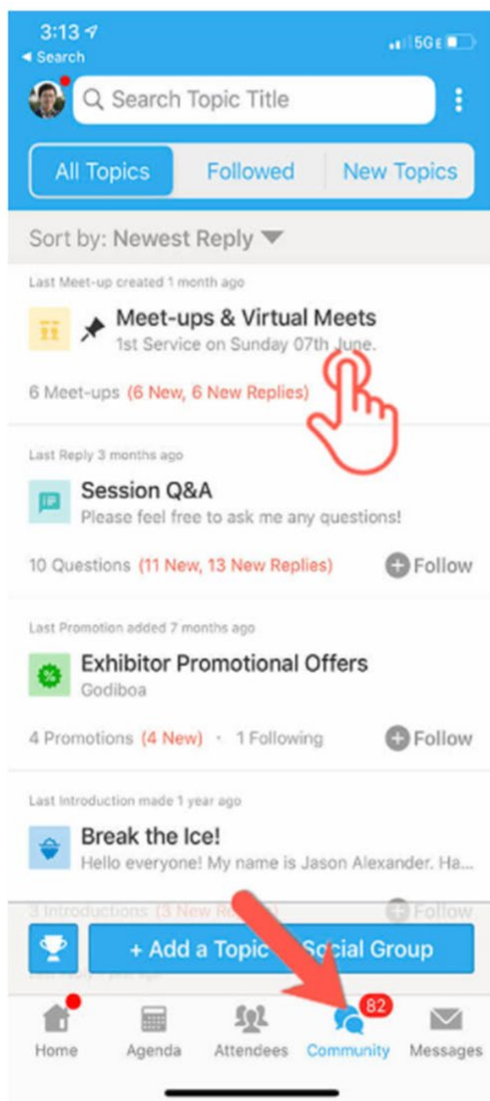 3:13
5G E
◀ Search
Search Topic Title
All Topics Followed New Topics
Sort by: Newest Reply
Last Meet-up created 1 month ago
Meet-ups & Virtual Meets
1st Service on Sunday 07th June.
6 Meet-ups (6 New, 6 New Replies)
Last Reply 3 months ago
Session Q&A
Please feel free to ask me any questions!
10 Questions (11 New, 13 New Replies) Follow
Last Promotion added 7 months ago
Exhibitor Promotional Offers
Godiboa
4 Promotions (4 New) · 1 Following Follow
Last Introduction made 1 year ago
Break the Ice!
Hello everyone! My name is Jason Alexander. Ha...
3 Introductions (3 New Follow
+ Add a Topic Social Group
82
Home Agenda Attendees Community Messages